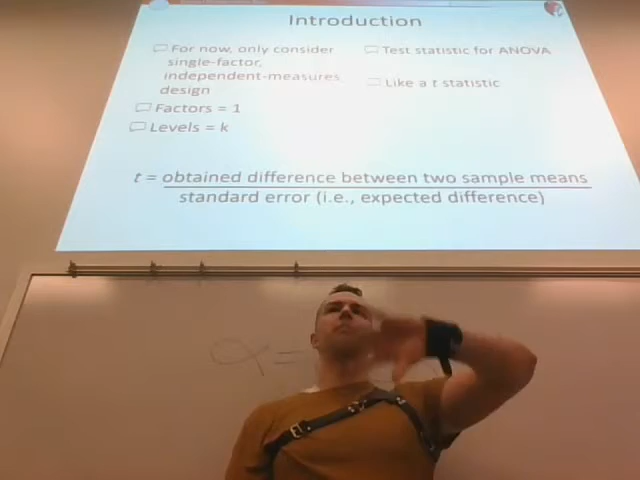 Introduction
For now, only consider
single-factor,
independent-measures
design
Factors = 1
Levels = k
Test statistic for ANOVA
Like a t statistic
t = obtained difference between two sample means
standard error (i.e., expected difference)
α =